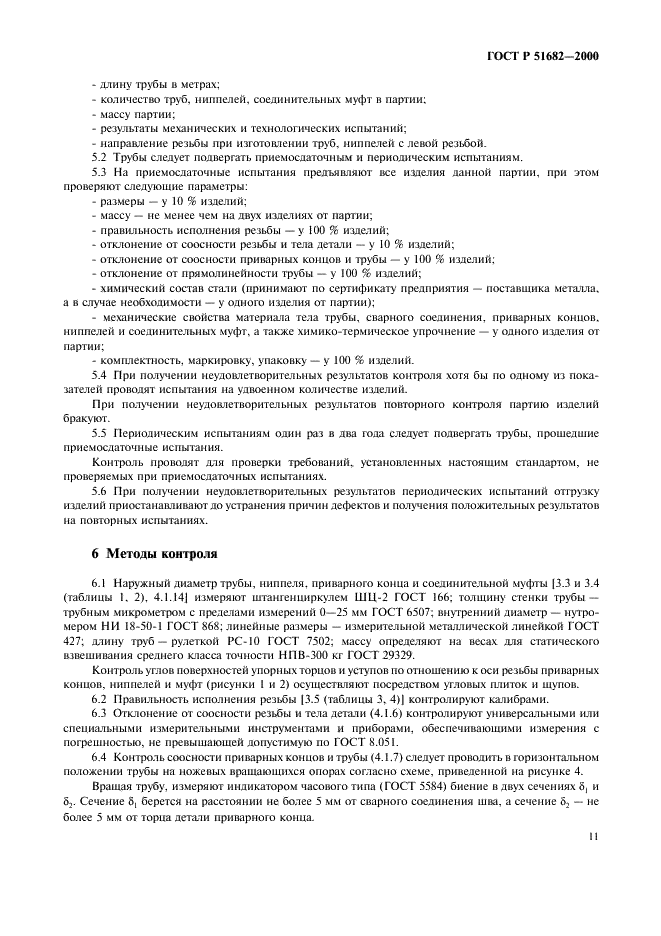 ГОСТ Р 51682—2000
- длину трубы в метрах;
- количество труб, ниппелей, соединительных муфт в партии;
- массу партии;
- результаты механических и технологических испытаний;
- направление резьбы при изготовлении труб, ниппелей с левой резьбой.
5.2 Трубы следует подвергать приемосдаточным и периодическим испытаниям.
5.3 На приемосдаточные испытания предъявляют все изделия данной партии, при этом
проверяют следующие параметры:
- размеры — у 10 % изделий;
- массу — не менее чем на двух изделиях от партии;
- правильность исполнения резьбы — у 100 % изделий;
- отклонение от соосности резьбы и тела детали — у 10 % изделий;
- отклонение от соосности приварных концов и трубы — у 100 % изделий;
- отклонение от прямолинейности трубы — у 100 % изделий;
- химический состав стали (принимают по сертификату предприятия — поставщика металла,
а в случае необходимости — у одного изделия от партии);
- механические свойства материала тела трубы, сварного соединения, приварных концов,
ниппелей и соединительных муфт, а также химико-термическое упрочнение — у одного изделия от
партии;
- комплектность, маркировку, упаковку — у 100 % изделий.
5.4 При получении неудовлетворительных результатов контроля хотя бы по одному из пока-
зателей проводят испытания на удвоенном количестве изделий.
При получении неудовлетворительных результатов повторного контроля партию изделий
бракуют.
5.5 Периодическим испытаниям один раз в два года следует подвергать трубы, прошедшие
приемосдаточные испытания.
Контроль проводят для проверки требований, установленных настоящим стандартом, не
проверяемых при приемосдаточных испытаниях.
5.6 При получении неудовлетворительных результатов периодических испытаний отгрузку
изделий приостанавливают до устранения причин дефектов и получения положительных результатов
на повторных испытаниях.
6 Методы контроля
6.1 Наружный диаметр трубы, ниппеля, приварного конца и соединительной муфты [3.3 и 3.4
(таблицы 1, 2), 4.1.14] измеряют штангенциркулем ШЦ-2 ГОСТ 166; толщину стенки трубы —
трубным микрометром с пределами измерений 0—25 мм ГОСТ 6507; внутренний диаметр — нутро-
мером НИ 18-50-1 ГОСТ 868; линейные размеры — измерительной металлической линейкой ГОСТ
427; длину труб — рулеткой РС-10 ГОСТ 7502; массу определяют на весах для статического
взвешивания среднего класса точности НПВ-300 кг ГОСТ 29329.
Контроль углов поверхностей упорных торцов и уступов по отношению к оси резьбы приварных
концов, ниппелей и муфт (рисунки 1 и 2) осуществляют посредством угловых плиток и щупов.
6.2 Правильность исполнения резьбы [3.5 (таблицы 3, 4)] контролируют калибрами.
6.3 Отклонение от соосности резьбы и тела детали (4.1.6) контролируют универсальными или
специальными измерительными инструментами и приборами, обеспечивающими измерения с
погрешностью, не превышающей допустимую по ГОСТ 8.051.
6.4 Контроль соосности приварных концов и трубы (4.1.7) следует проводить в горизонтальном
положении трубы на ножевых вращающихся опорах согласно схеме, приведенной на рисунке 4.
Вращая трубу, измеряют индикатором часового типа (ГОСТ 5584) биение в двух сечениях δ₁ и
δ₂. Сечение δ₁ берется на расстоянии не более 5 мм от сварного соединения шва, а сечение δ₂ — не
более 5 мм от торца детали приварного конца.
11